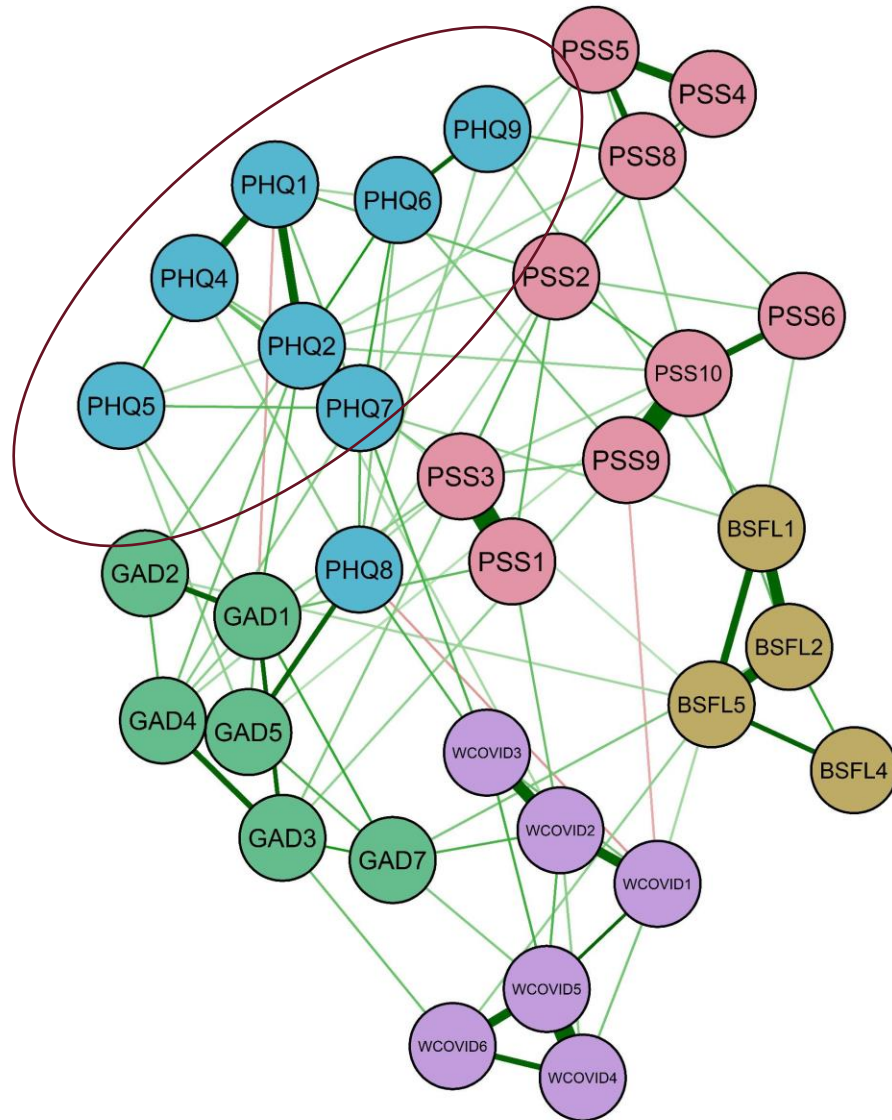 PSS5
PSS4
PHQ9
PSS8
PHQ1
PHQ6
PHQ4
PSS2
PSS6
PHQ2
PSS10
PHQ5
PHQ7
PSS9
PSS3
BSFL1
PSS1
GAD2
PHQ8
GAD1
BSFL2
BSFL5
GAD4
GAD5
WCOVID3
BSFL4
WCOVID2
GAD3
GAD7
WCOVID1
WCOVID5
WCOVID6
WCOVID4